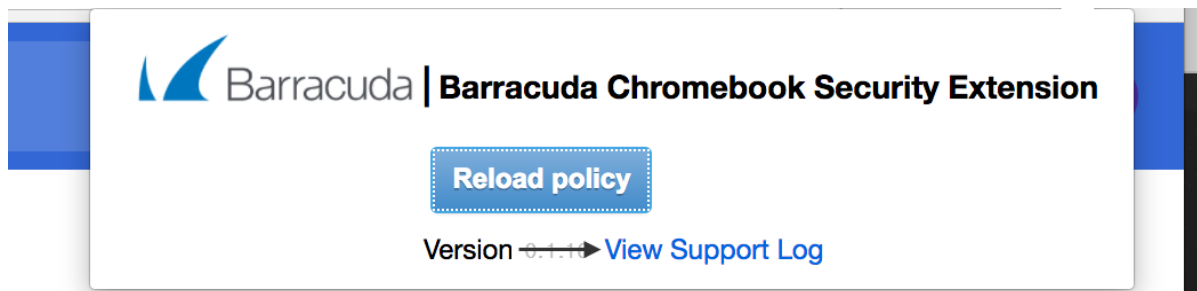 Barracuda | Barracuda Chromebook Security Extension
Reload policy
Version View Support Log